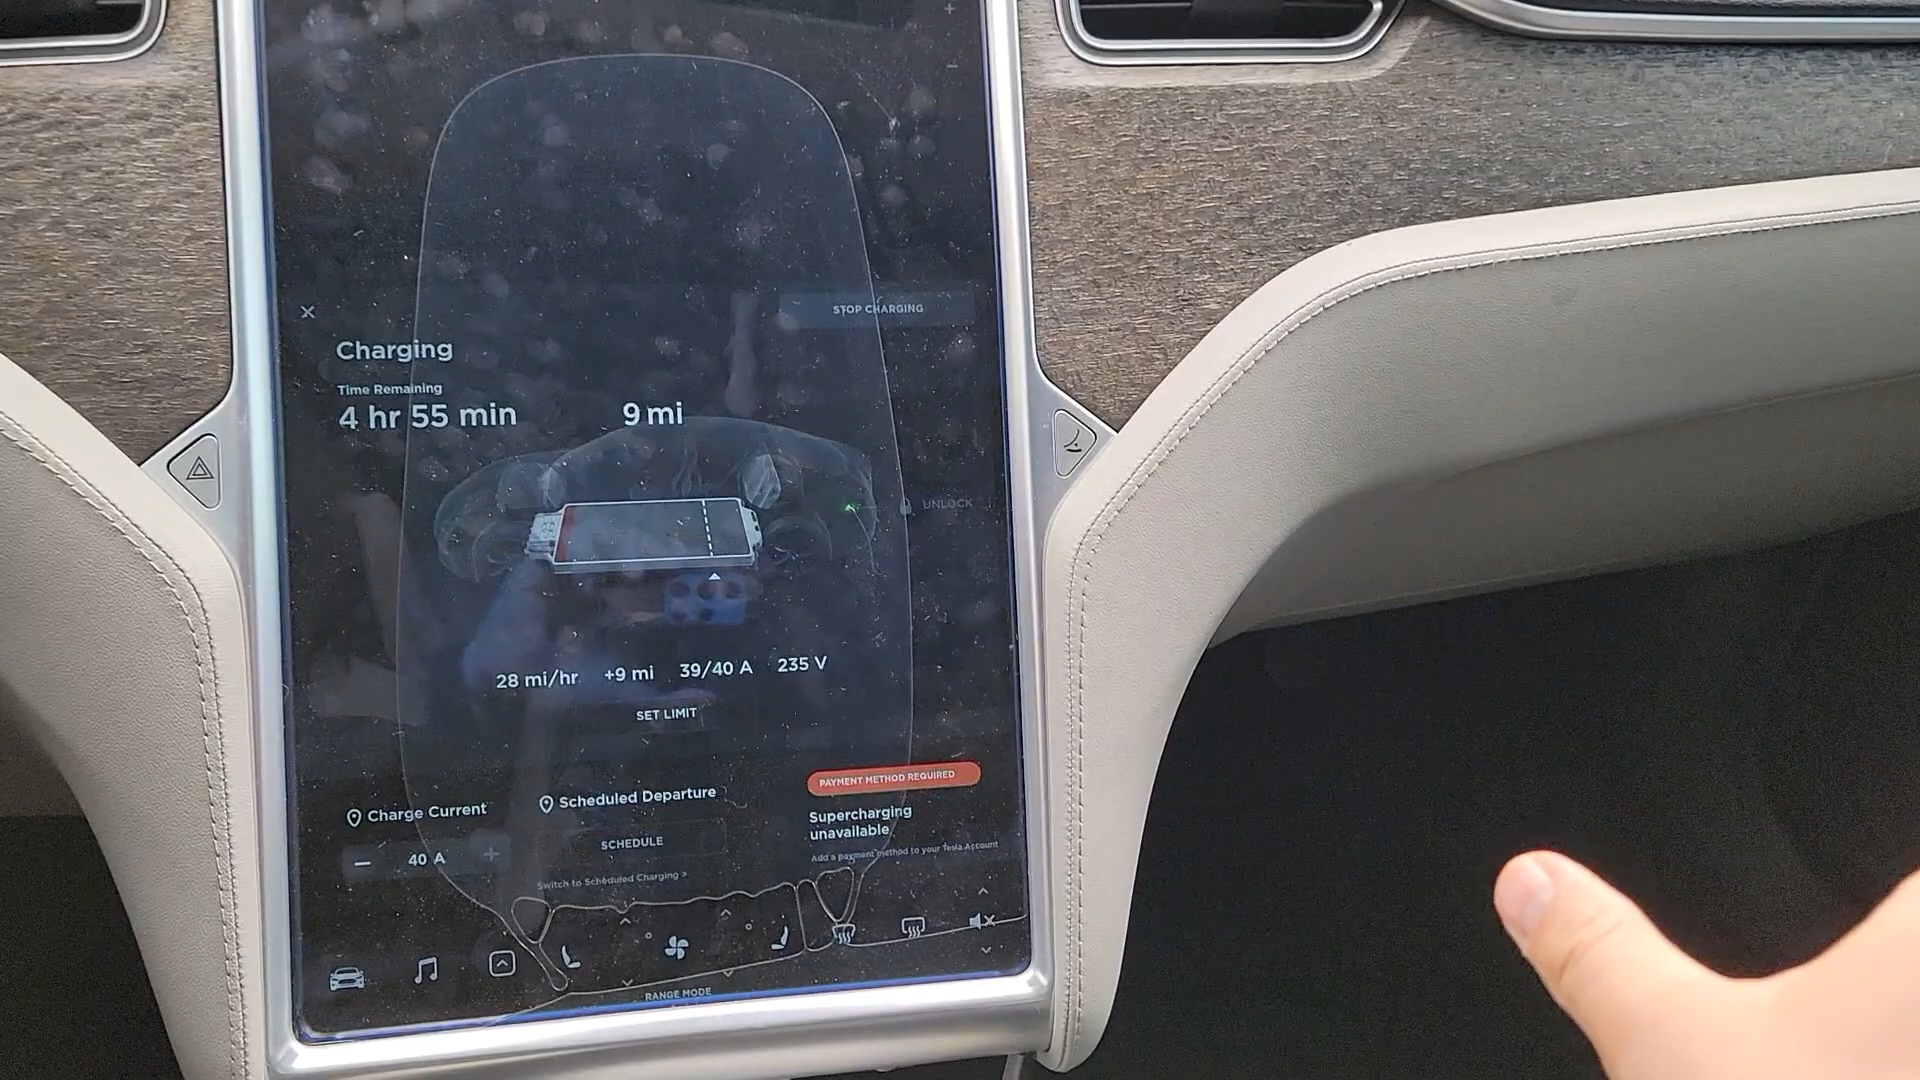 STOP CHARGING
Charging
Time Remaining
4 hr 55 min
9 mi
UNLOCK
28 mi/hr +9 mi 39/40 A 235 V
SET LIMIT
PAYMENT METHOD REQUIRED
Charge Current
Scheduled Departure
Supercharging
unavailable
40 A
SCHEDULE
Add a payment method to your Tesla Account
Switch to Scheduled Charging >
RANGE MODE